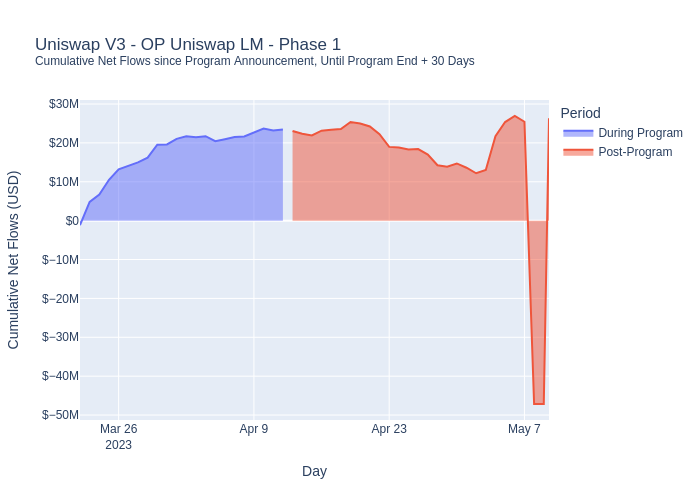 Uniswap V3 - OP Uniswap LM - Phase 1
Cumulative Net Flows since Program Announcement, Until Program End + 30 Days
Period
During Program
Post-Program
Cumulative Net Flows (USD)
$30M
$20M
$10M
$0
$−10M
$−20M
$−30M
$−40M
$−50M
Mar 26
2023
Apr 9
Apr 23
May 7
Day